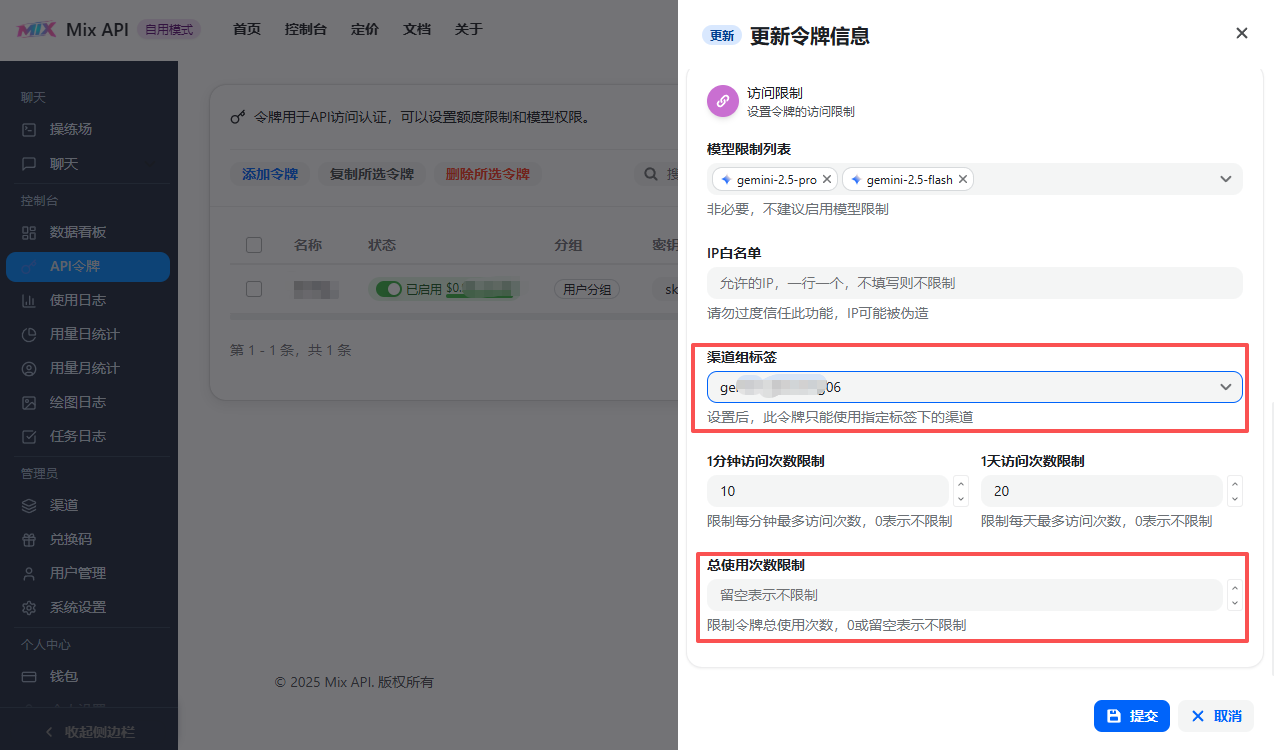 MIX Mix API 自用模式 首页 控制台 定价 文档 关于
聊天
操练场
聊天
控制台
数据看板
API令牌
使用日志
用量日统计
用量月统计
绘图日志
任务日志
管理员
渠道
兑换码
用户管理
系统设置
个人中心
钱包
收起侧边栏
令牌用于API访问认证，可以设置额度限制和模型权限。
添加令牌 复制所选令牌 删除所选令牌 搜
名称 状态 分组 密钥
已启用 $0. 用户分组 sk
第 1 - 1 条，共 1 条
© 2025 Mix API. 版权所有
更新 更新令牌信息
访问限制
设置令牌的访问限制
模型限制列表
gemini-2.5-pro gemini-2.5-flash
非必要，不建议启用模型限制
IP白名单
允许的IP，一行一个，不填写则不限制
请勿过度信任此功能，IP可能被伪造
渠道组标签
ge 06
设置后，此令牌只能使用指定标签下的渠道
1分钟访问次数限制 1天访问次数限制
10 20
限制每分钟最多访问次数，0表示不限制 限制每天最多访问次数，0表示不限制
总使用次数限制
留空表示不限制
限制令牌总使用次数，0或留空表示不限制
提交 取消